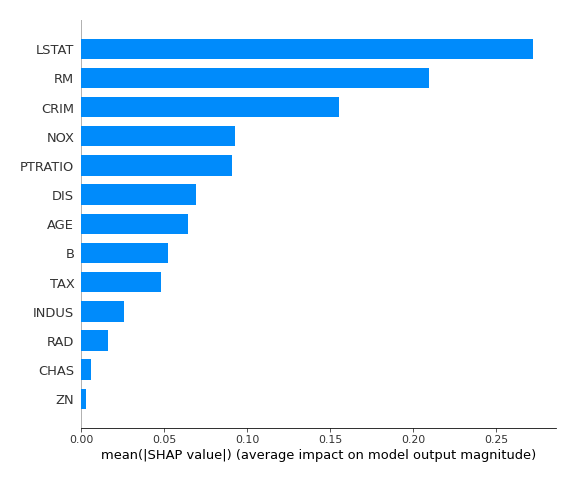 LSTAT
RM
CRIM
NOX
PTRATIO
DIS
AGE
B
TAX
INDUS
RAD
CHAS
ZN
0.00 0.05 0.10 0.15 0.20 0.25
mean(|SHAP value|) (average impact on model output magnitude)